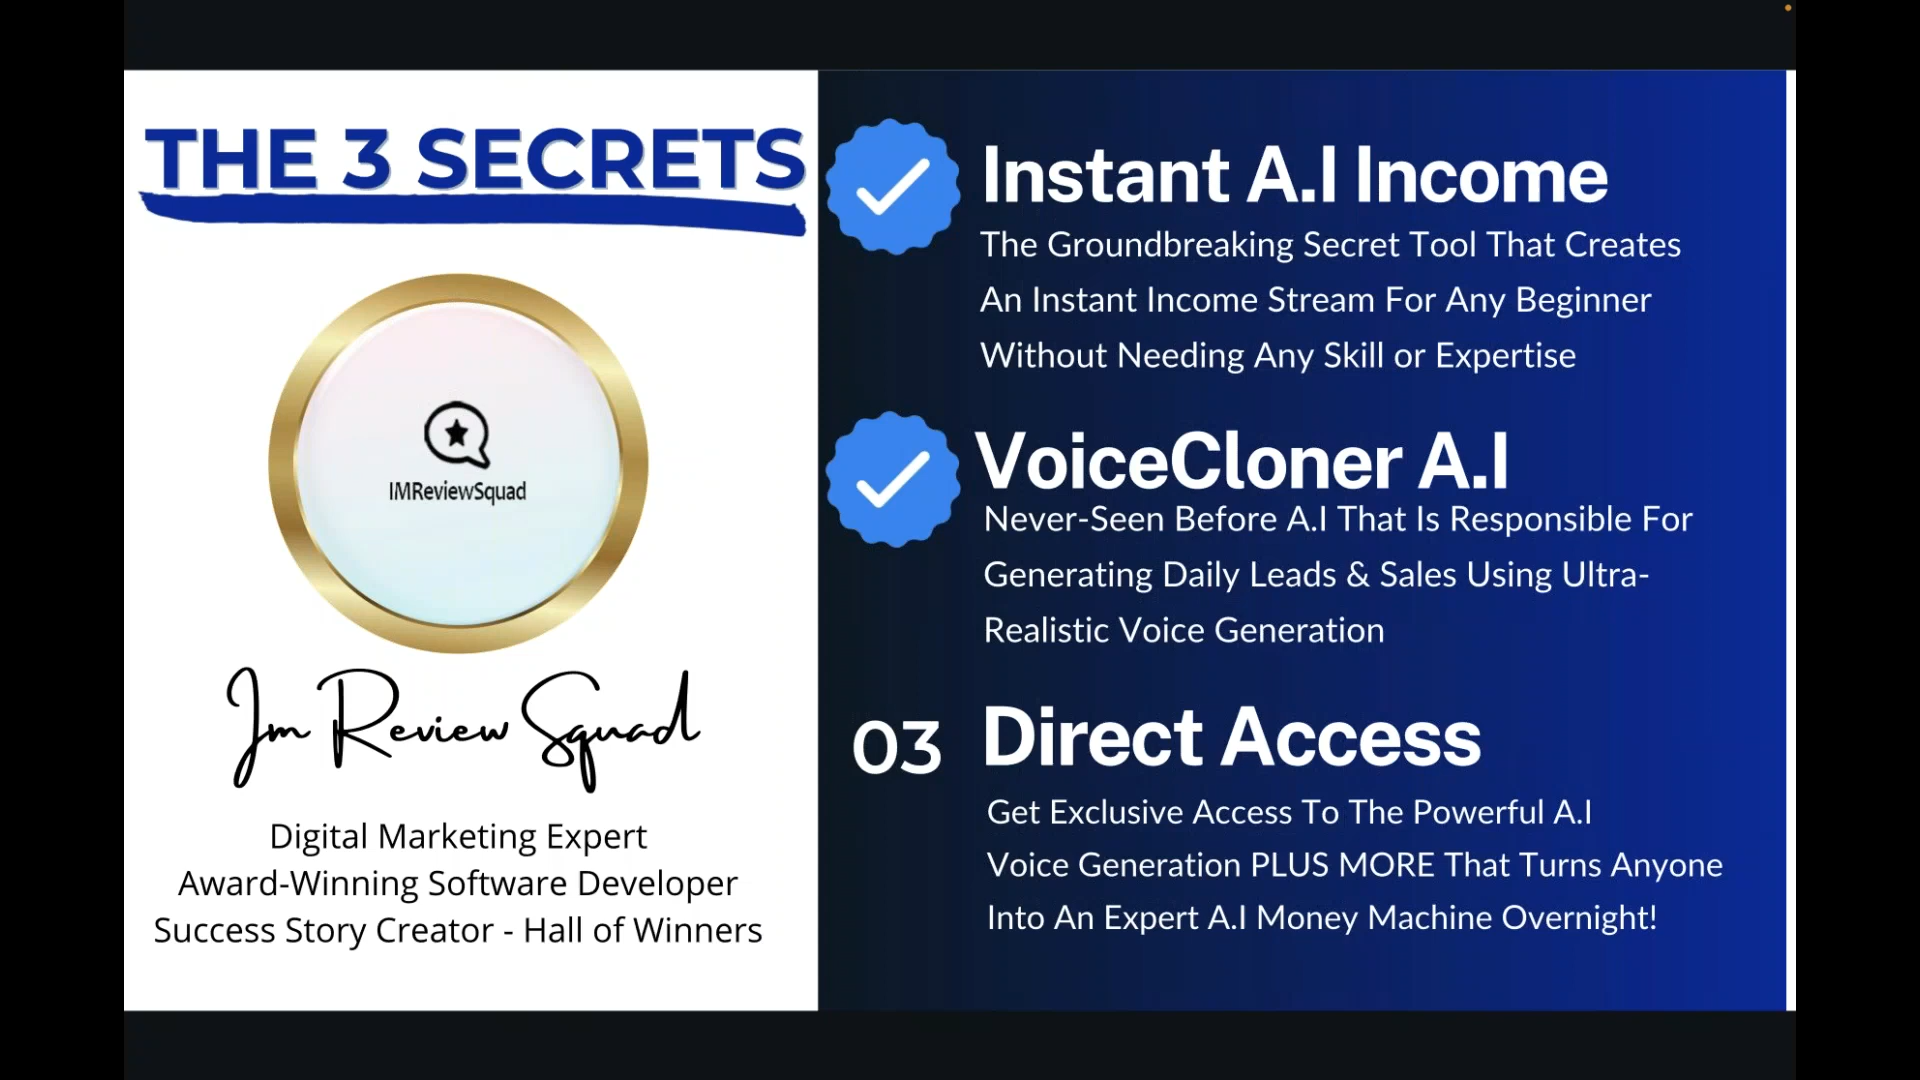 THE 3 SECRETS
IMReviewSquad
Im Review Squad
Digital Marketing Expert
Award-Winning Software Developer
Success Story Creator - Hall of Winners
Instant A.I Income
The Groundbreaking Secret Tool That Creates
An Instant Income Stream For Any Beginner
Without Needing Any Skill or Expertise
VoiceCloner A.I
Never-Seen Before A.I That Is Responsible For
Generating Daily Leads & Sales Using Ultra-
Realistic Voice Generation
03 Direct Access
Get Exclusive Access To The Powerful A.I
Voice Generation PLUS MORE That Turns Anyone
Into An Expert A.I Money Machine Overnight!